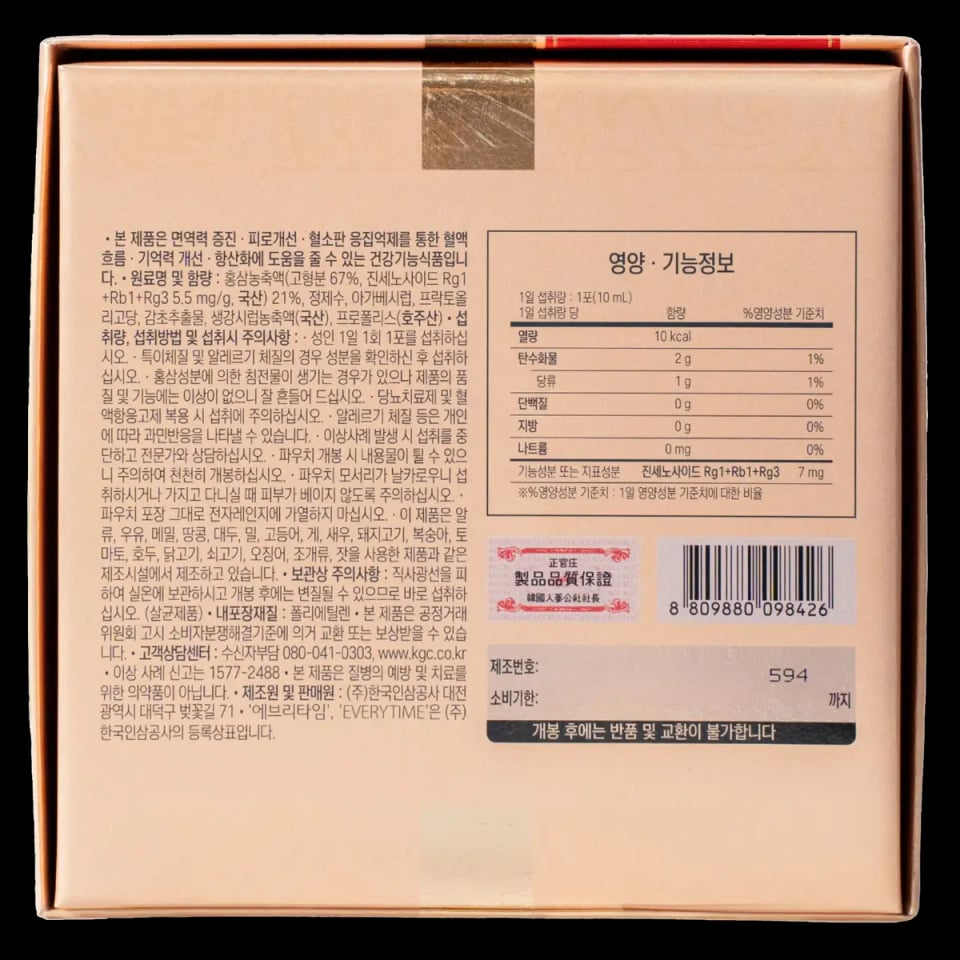 • 본 제품은 면역력 증진 · 피로개선 · 혈소판 응집억제를 통한 혈액
흐름 · 기억력 개선 · 항산화에 도움을 줄 수 있는 건강기능식품입니
다. • 원료명 및 함량 : 홍삼농축액(고형분 67%, 진세노사이드 Rg1
+Rb1+Rg3 5.5 mg/g, 국산) 21%, 정제수, 아가베시럽, 프락토올
리고당, 감초추출물, 생강시럽농축액(국산), 프로폴리스(호주산) • 섭
취량, 섭취방법 및 섭취시 주의사항 : · 성인 1일 1회 1포를 섭취하십
시오. · 특이체질 및 알레르기 체질의 경우 성분을 확인하신 후 섭취하
십시오. · 홍삼성분에 의한 침전물이 생기는 경우가 있으나 제품의 품
질 및 기능에는 이상이 없으니 잘 흔들어 드십시오. · 당뇨치료제 및 혈
액항응고제 복용 시 섭취에 주의하십시오. · 알레르기 체질 등은 개인
에 따라 과민반응을 나타낼 수 있습니다. · 이상사례 발생 시 섭취를 중
단하고 전문가와 상담하십시오. · 파우치 개봉 시 내용물이 튈 수 있으
니 주의하여 천천히 개봉하십시오. · 파우치 모서리가 날카로우니 섭
취하시거나 가지고 다니실 때 피부가 베이지 않도록 주의하십시오. ·
파우치 포장 그대로 전자레인지에 가열하지 마십시오. · 이 제품은 알
류, 우유, 메밀, 땅콩, 대두, 밀, 고등어, 게, 새우, 돼지고기, 복숭아, 토
마토, 호두, 닭고기, 쇠고기, 오징어, 조개류, 잣을 사용한 제품과 같은
제조시설에서 제조하고 있습니다. • 보관상 주의사항 : 직사광선을 피
하여 실온에 보관하시고 개봉 후에는 변질될 수 있으므로 바로 섭취하
십시오. (살균제품) • 내포장재질 : 폴리에틸렌 • 본 제품은 공정거래
위원회 고시 소비자분쟁해결기준에 의거 교환 또는 보상받을 수 있습
니다. • 고객상담센터 : 수신자부담 080-041-0303, www.kgc.co.kr
• 이상 사례 신고는 1577-2488 • 본 제품은 질병의 예방 및 치료를
위한 의약품이 아닙니다. • 제조원 및 판매원 : (주)한국인삼공사 대전
광역시 대덕구 벚꽃길 71 • '에브리타임', 'EVERYTIME'은 (주)
한국인삼공사의 등록상표입니다.
영양 · 기능정보
1일 섭취량 : 1포(10 mL)
1일 섭취량 당 함량 %영양성분 기준치
열량 10 kcal
탄수화물 2 g 1%
당류 1 g 1%
단백질 0 g 0%
지방 0 g 0%
나트륨 0 mg 0%
기능성분 또는 지표성분 진세노사이드 Rg1+Rb1+Rg3 7 mg
※%영양성분 기준치 : 1일 영양성분 기준치에 대한 비율
正官庄
製品品質保證
韓國人蔘公社社長
8 809880 098426
제조번호: 594
소비기한: 까지
개봉 후에는 반품 및 교환이 불가합니다